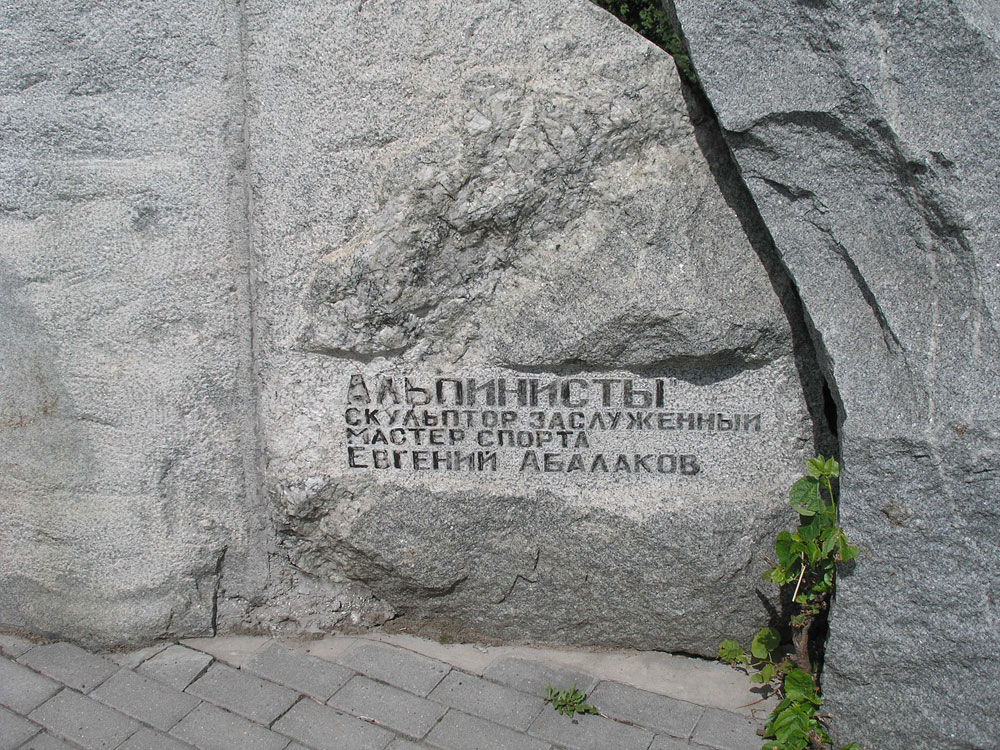 АЛЬПИНИСТЫ
СКУЛЬПТОР ЗАСЛУЖЕННЫЙ
МАСТЕР СПОРТА
ЕВГЕНИЙ АБАЛАКОВ